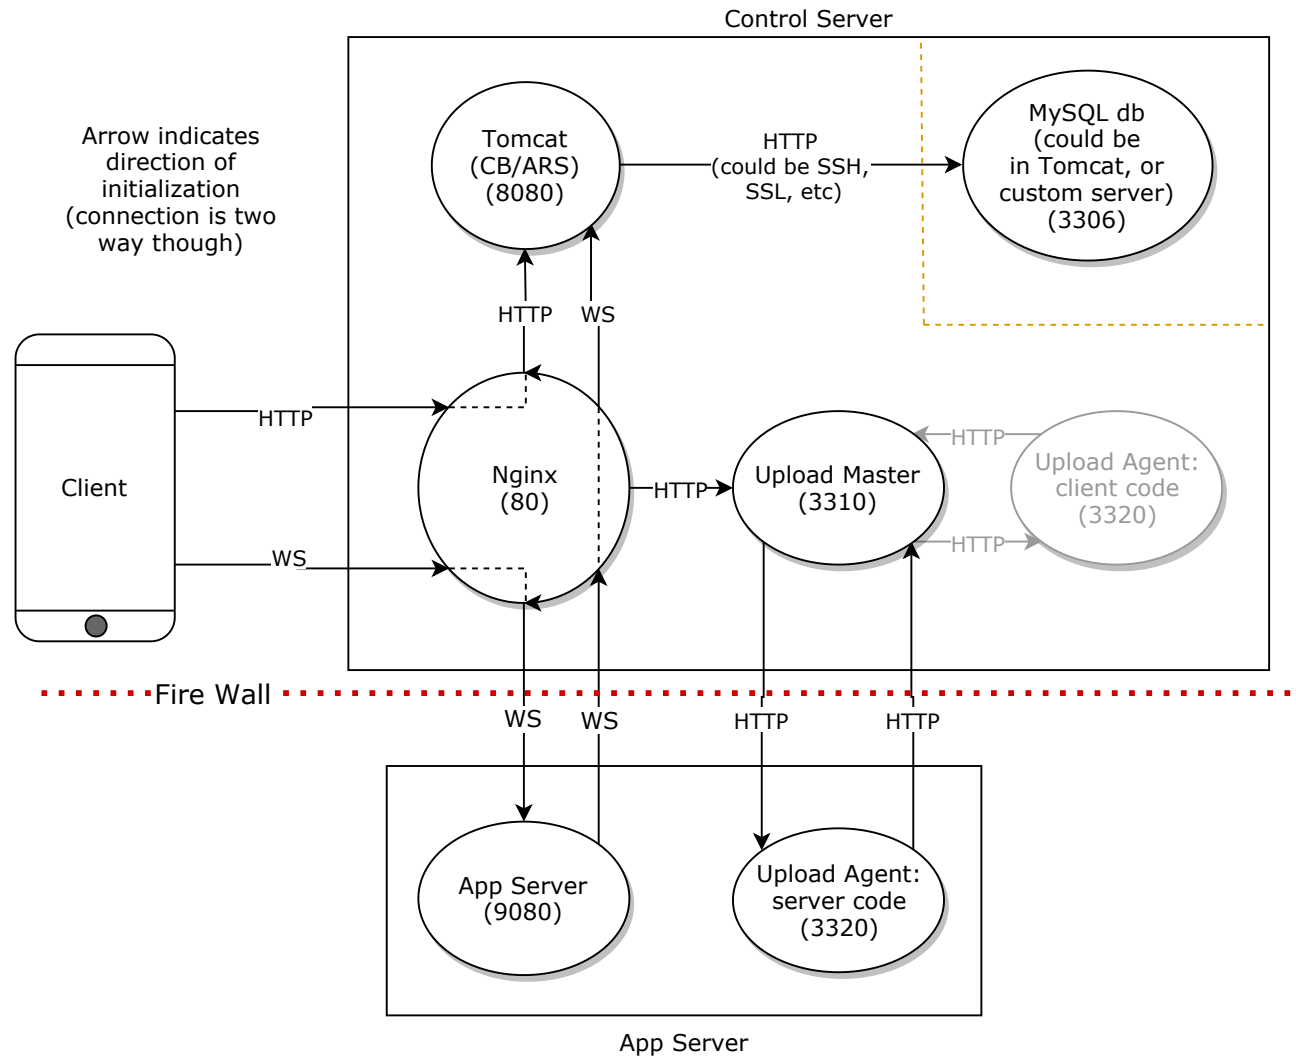 Control Server
Arrow indicates
direction of
initialization
(connection is two
way though)
Tomcat
(CB/ARS)
(8080)
HTTP
(could be SSH,
SSL, etc)
MySQL db
(could be
in Tomcat, or
custom server)
(3306)
HTTP
WS
Client
HTTP
WS
Nginx
(80)
HTTP
Upload Master
(3310)
HTTP
HTTP
Upload Agent:
client code
(3320)
Fire Wall
WS
WS
HTTP
HTTP
App Server
(9080)
Upload Agent:
server code
(3320)
App Server